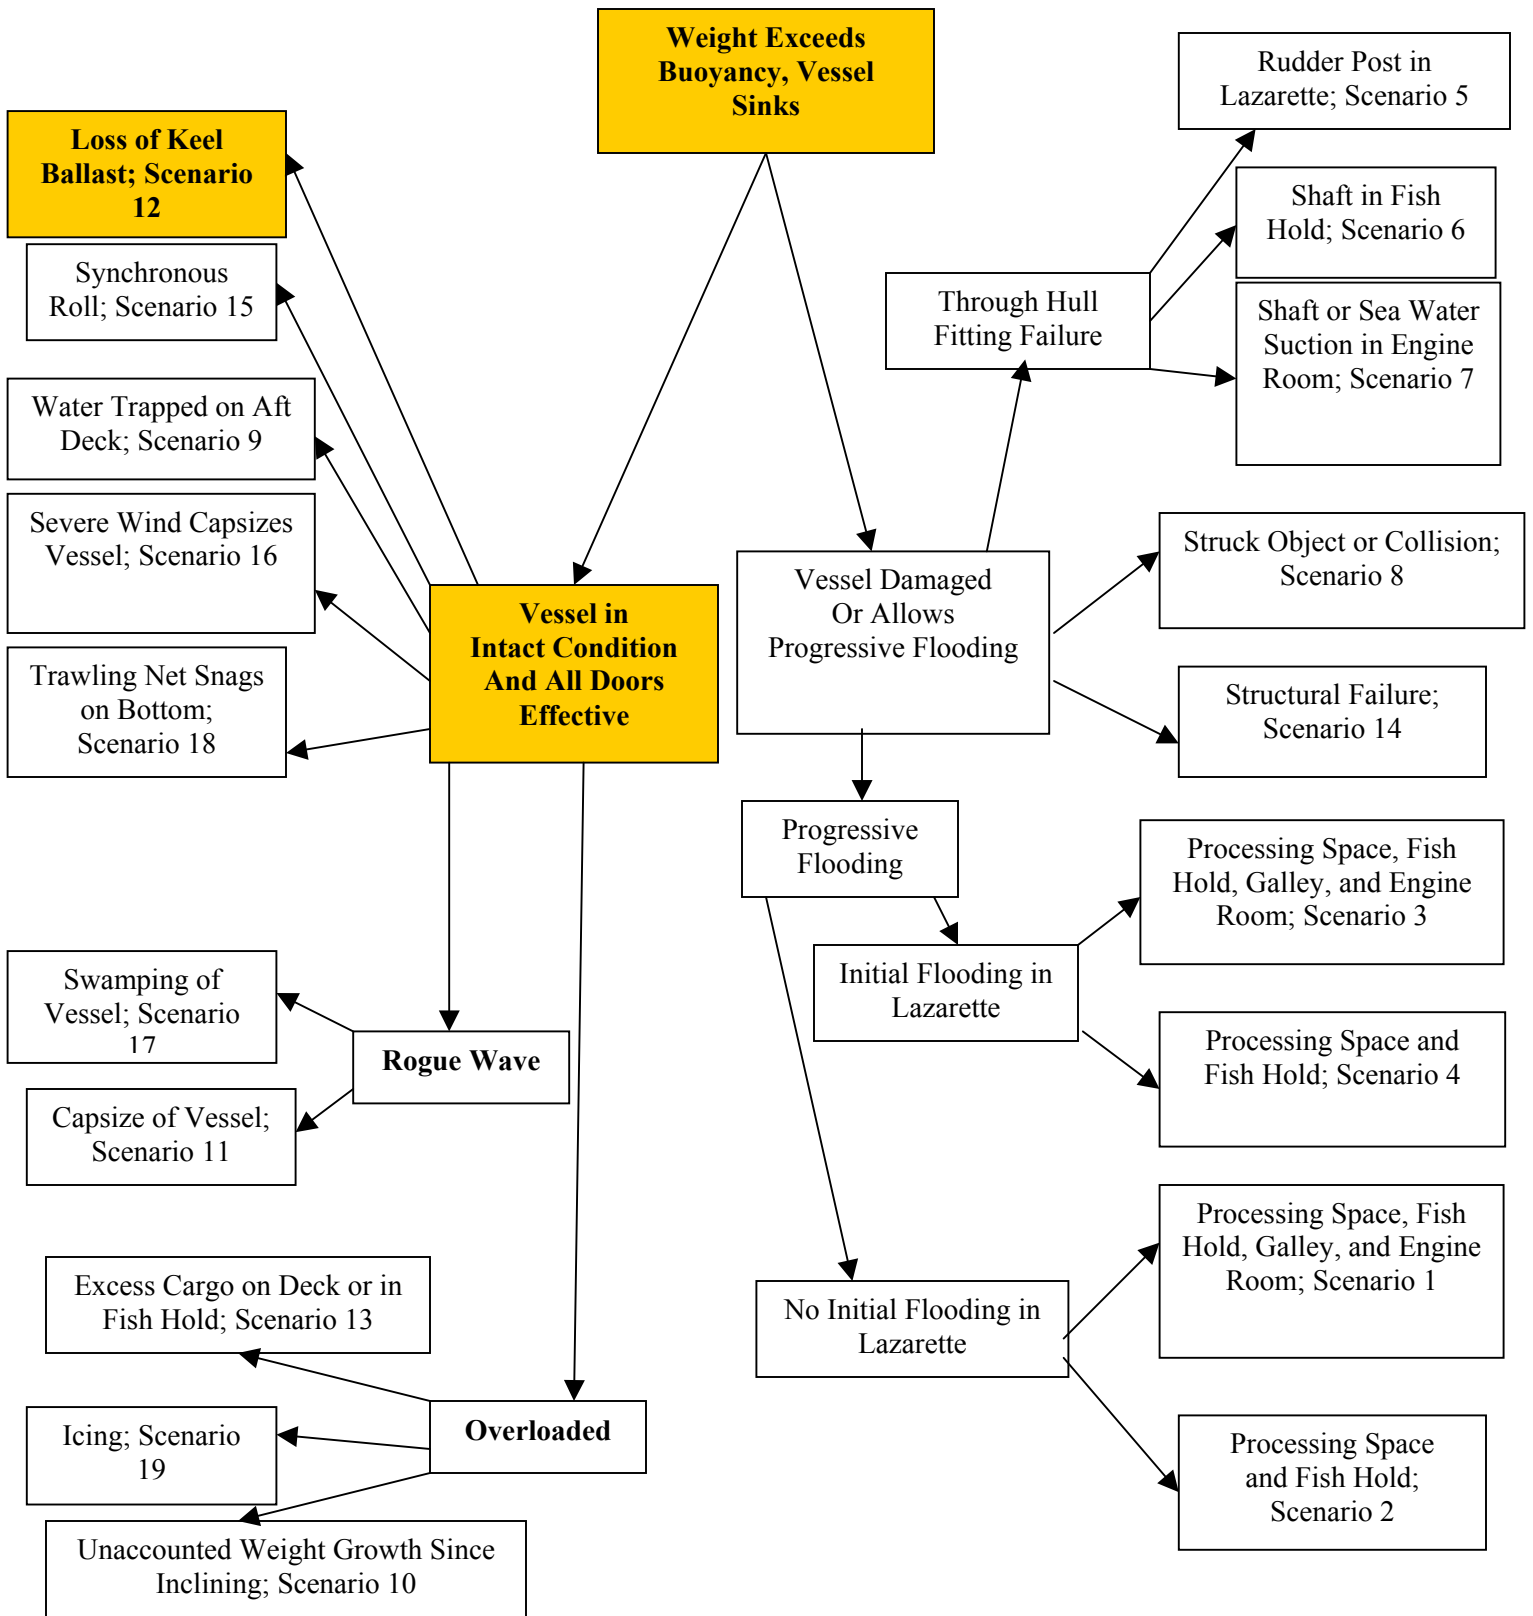 Weight Exceeds
Buoyancy, Vessel
Sinks
Rudder Post in
Lazarette; Scenario 5
Loss of Keel
Ballast; Scenario
12
Shaft in Fish
Hold; Scenario 6
Synchronous
Roll; Scenario 15
Through Hull
Fitting Failure
Shaft or Sea Water
Suction in Engine
Room; Scenario 7
Water Trapped on Aft
Deck; Scenario 9
Severe Wind Capsizes
Vessel; Scenario 16
Struck Object or Collision;
Scenario 8
Vessel Damaged
Or Allows
Progressive Flooding
Vessel in
Intact Condition
And All Doors
Effective
Trawling Net Snags
on Bottom;
Scenario 18
Structural Failure;
Scenario 14
Progressive
Flooding
Processing Space, Fish
Hold, Galley, and Engine
Room; Scenario 3
Initial Flooding in
Lazarette
Swamping of
Vessel; Scenario
17
Rogue Wave
Processing Space and
Fish Hold; Scenario 4
Capsize of Vessel;
Scenario 11
Processing Space, Fish
Hold, Galley, and Engine
Room; Scenario 1
Excess Cargo on Deck or in
Fish Hold; Scenario 13
No Initial Flooding in
Lazarette
Overloaded
Icing; Scenario
19
Processing Space
and Fish Hold;
Scenario 2
Unaccounted Weight Growth Since
Inclining; Scenario 10